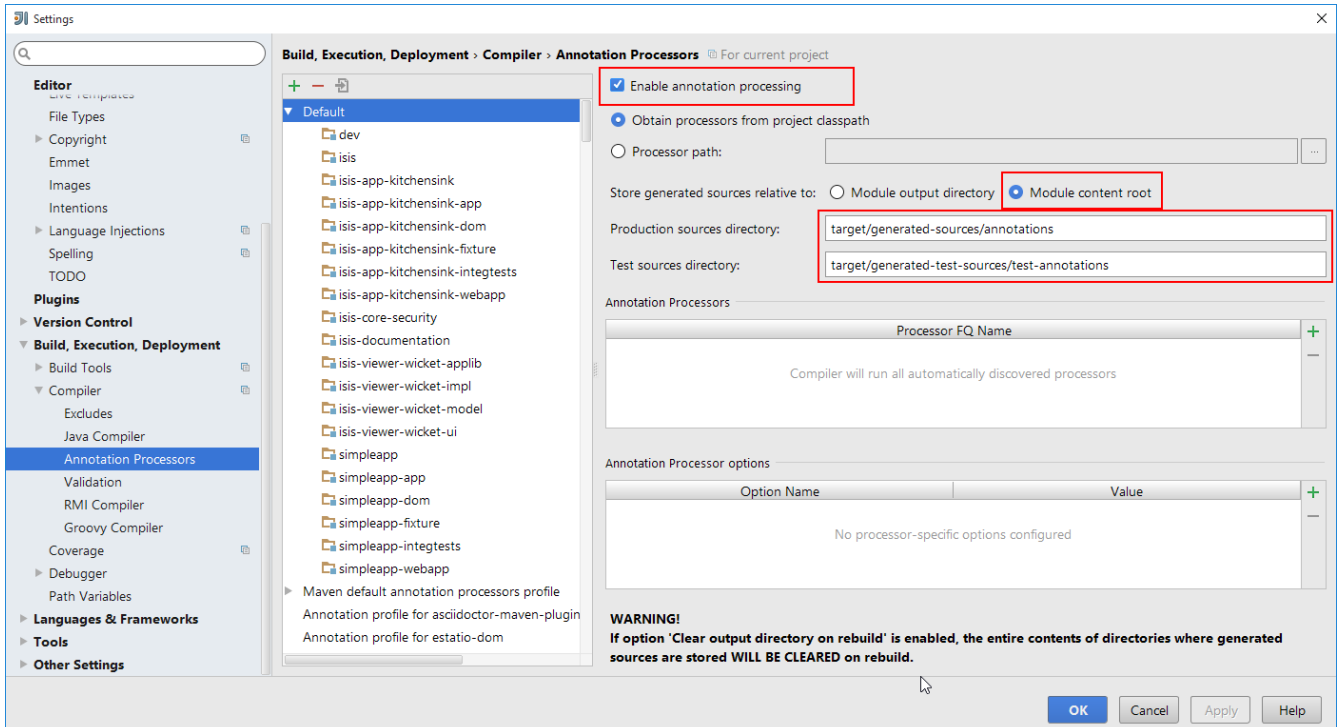 Settings
Editor
Live Templates
File Types
Copyright
Emmet
Images
Intentions
Language Injections
Spelling
TODO
Plugins
Version Control
Build, Execution, Deployment
Build Tools
Compiler
Excludes
Java Compiler
Annotation Processors
Validation
RMI Compiler
Groovy Compiler
Coverage
Debugger
Path Variables
Languages & Frameworks
Tools
Other Settings
Build, Execution, Deployment › Compiler › Annotation Processors For current project
Default
dev
isis
isis-app-kitchensink
isis-app-kitchensink-app
isis-app-kitchensink-dom
isis-app-kitchensink-fixture
isis-app-kitchensink-integtests
isis-app-kitchensink-webapp
isis-core-security
isis-documentation
isis-viewer-wicket-applib
isis-viewer-wicket-impl
isis-viewer-wicket-model
isis-viewer-wicket-ui
simpleapp
simpleapp-app
simpleapp-dom
simpleapp-fixture
simpleapp-integtests
simpleapp-webapp
Maven default annotation processors profile
Annotation profile for asciidoctor-maven-plugin
Annotation profile for estatio-dom
Enable annotation processing
Obtain processors from project classpath
Processor path: ...
Store generated sources relative to: Module output directory Module content root
Production sources directory: target/generated-sources/annotations
Test sources directory: target/generated-test-sources/test-annotations
Annotation Processors
Processor FQ Name
Compiler will run all automatically discovered processors
Annotation Processor options
Option Name Value
No processor-specific options configured
WARNING!
If option 'Clear output directory on rebuild' is enabled, the entire contents of directories where generated
sources are stored WILL BE CLEARED on rebuild.
OK Cancel Apply Help